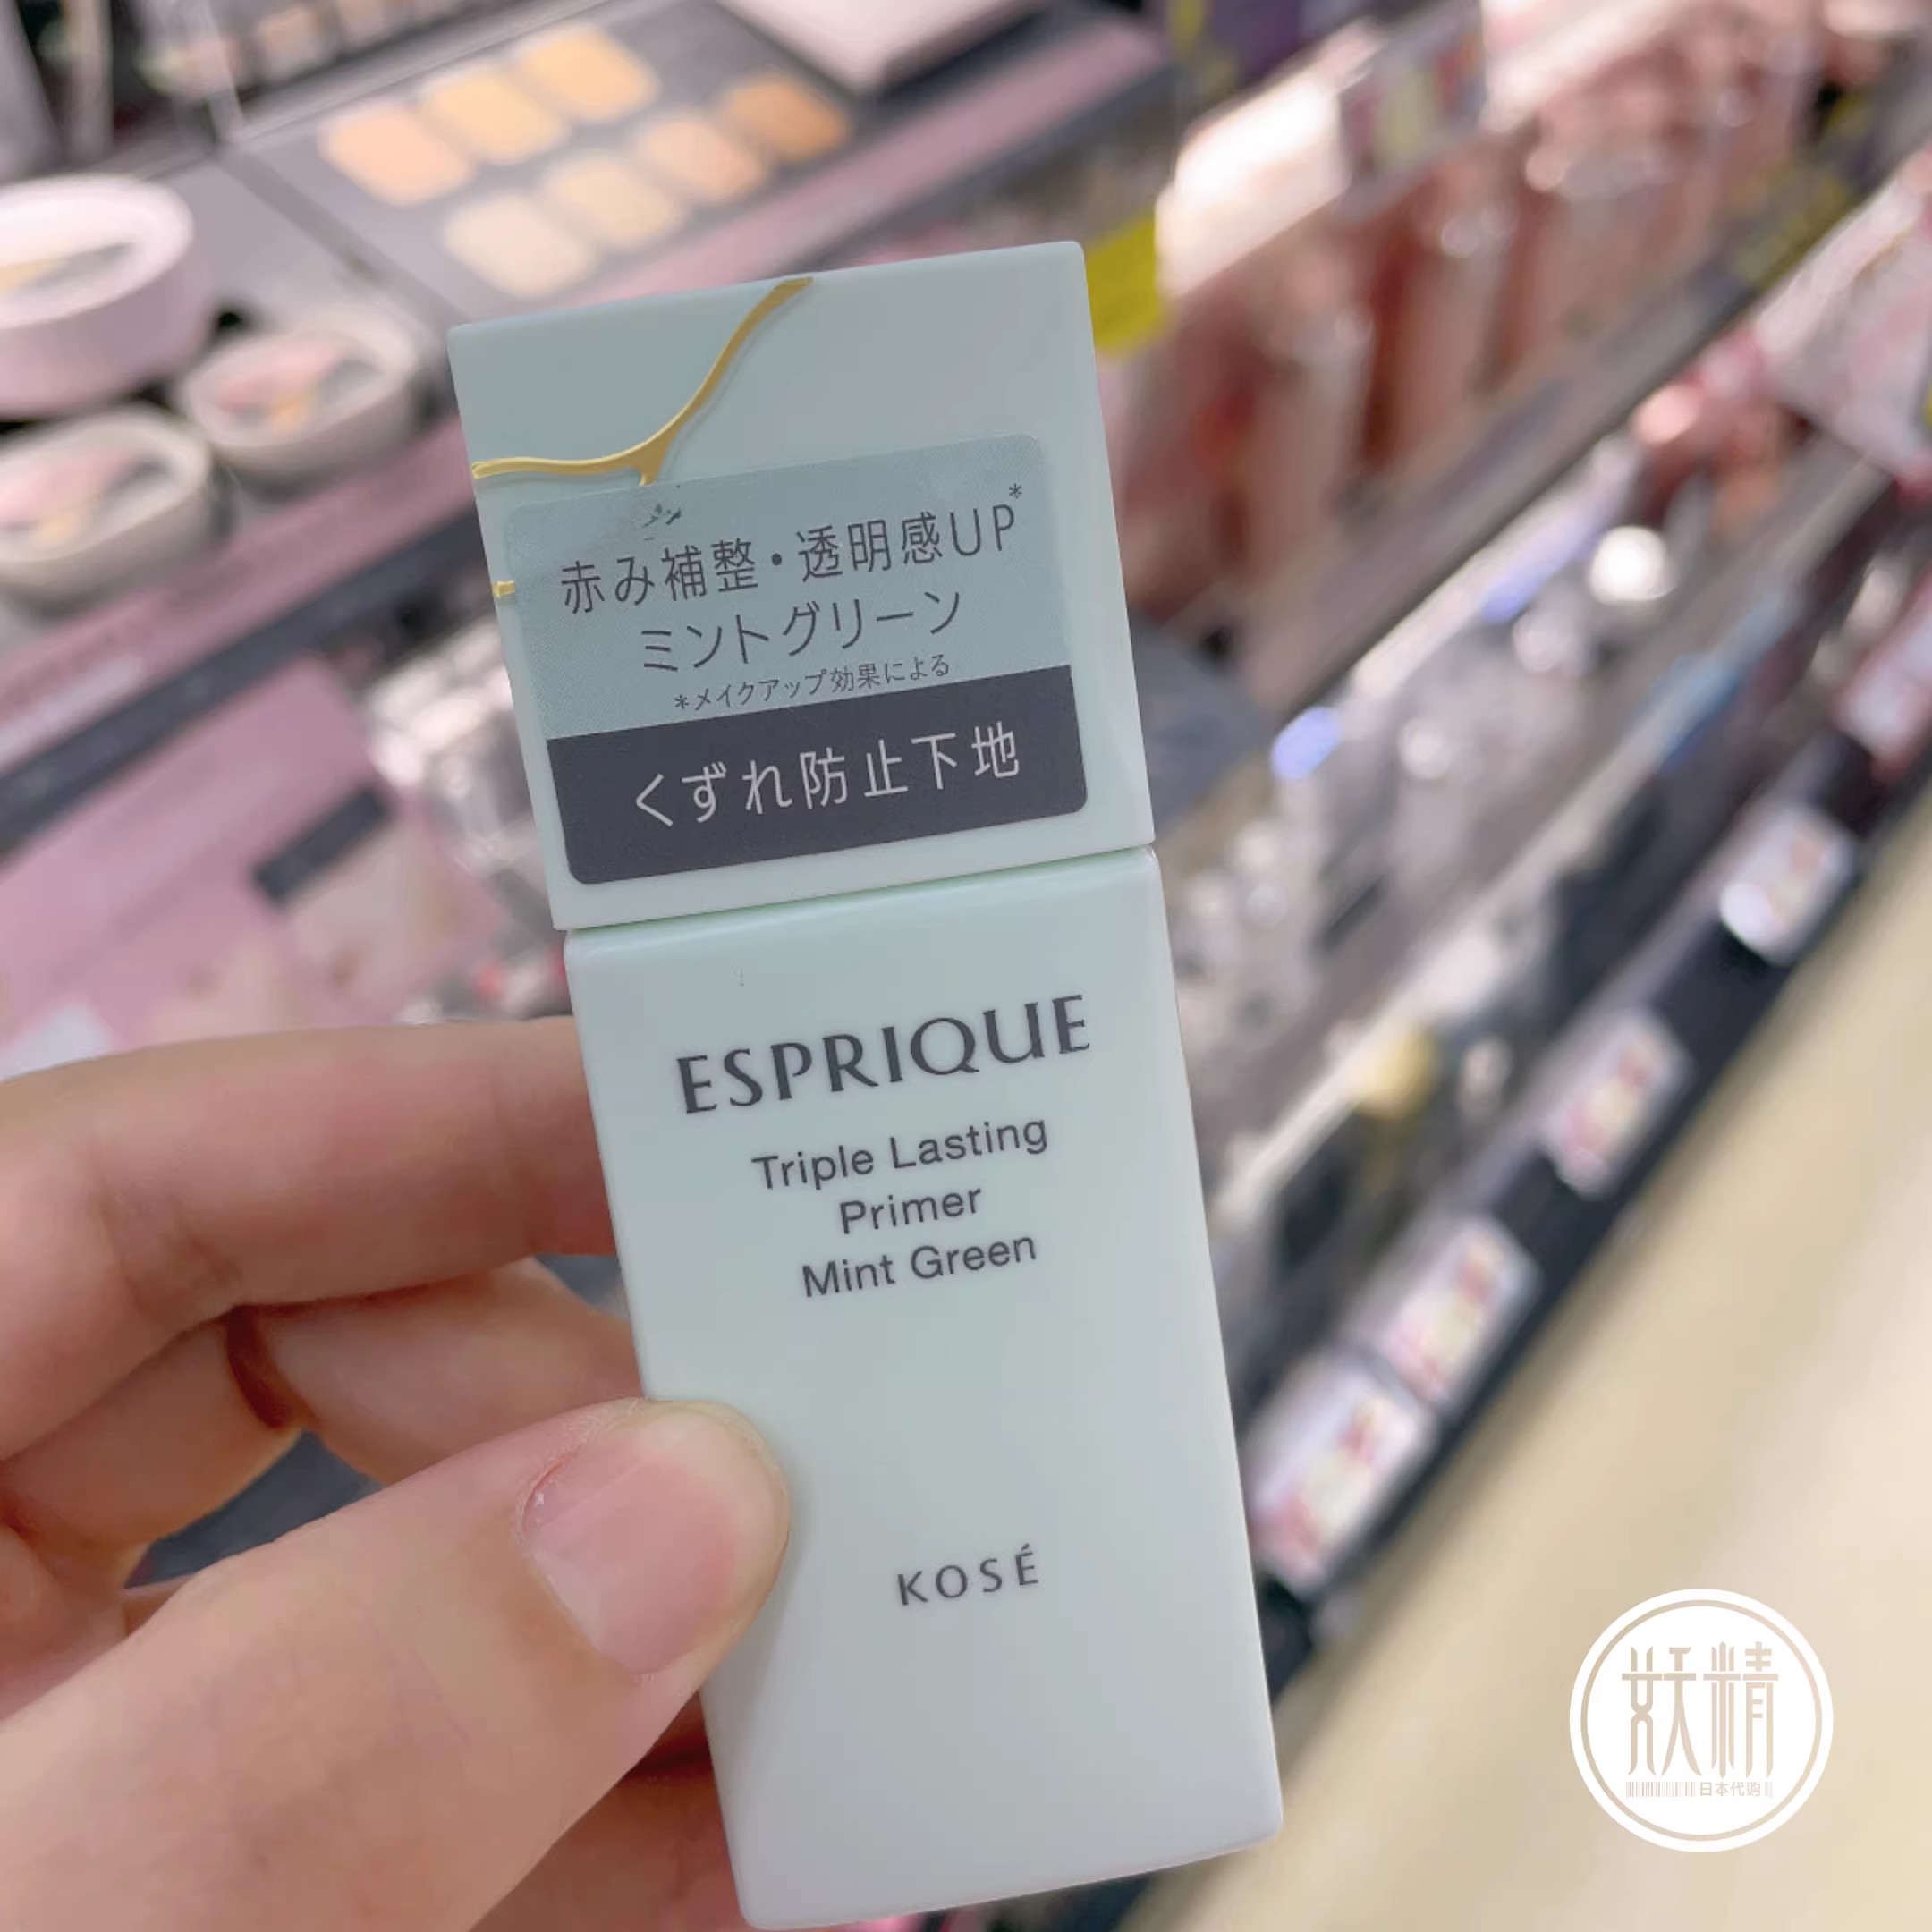 赤み補整・透明感UP*
ミントグリーン
*メイクアップ効果による
くずれ防止下地
ESPRIQUE
Triple Lasting
Primer
Mint Green
KOSÉ
妖精
日本代购